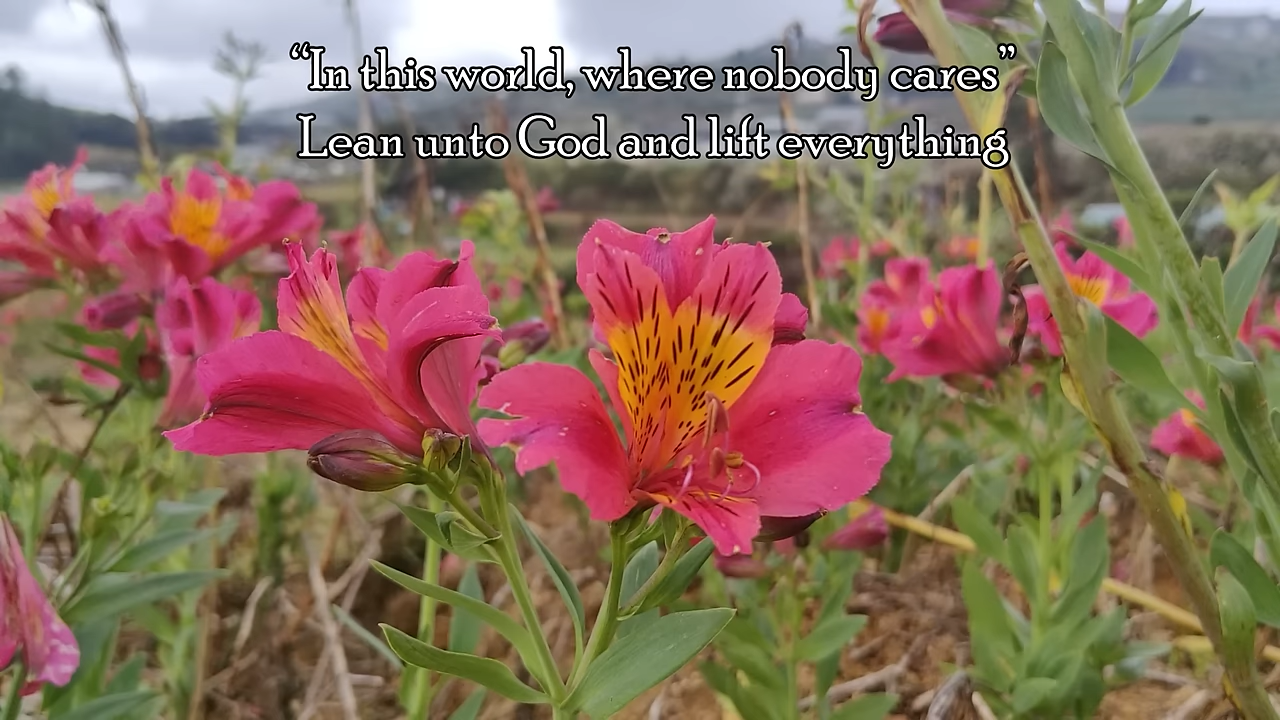 “In this world, where nobody cares”
Lean unto God and lift everything